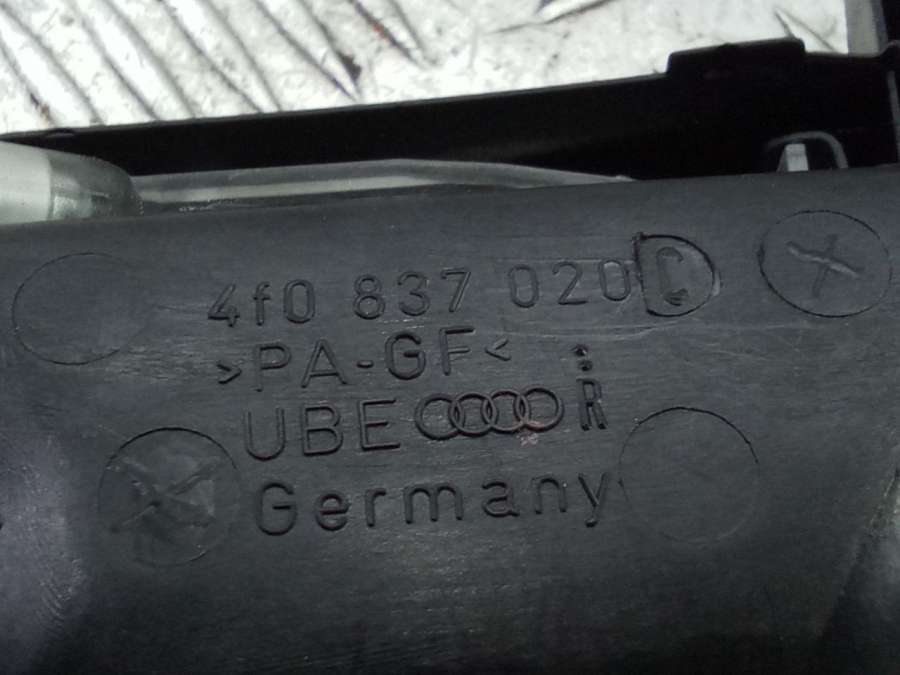 4f0 837 020 C
>PA-GF<
UBE R
Germany